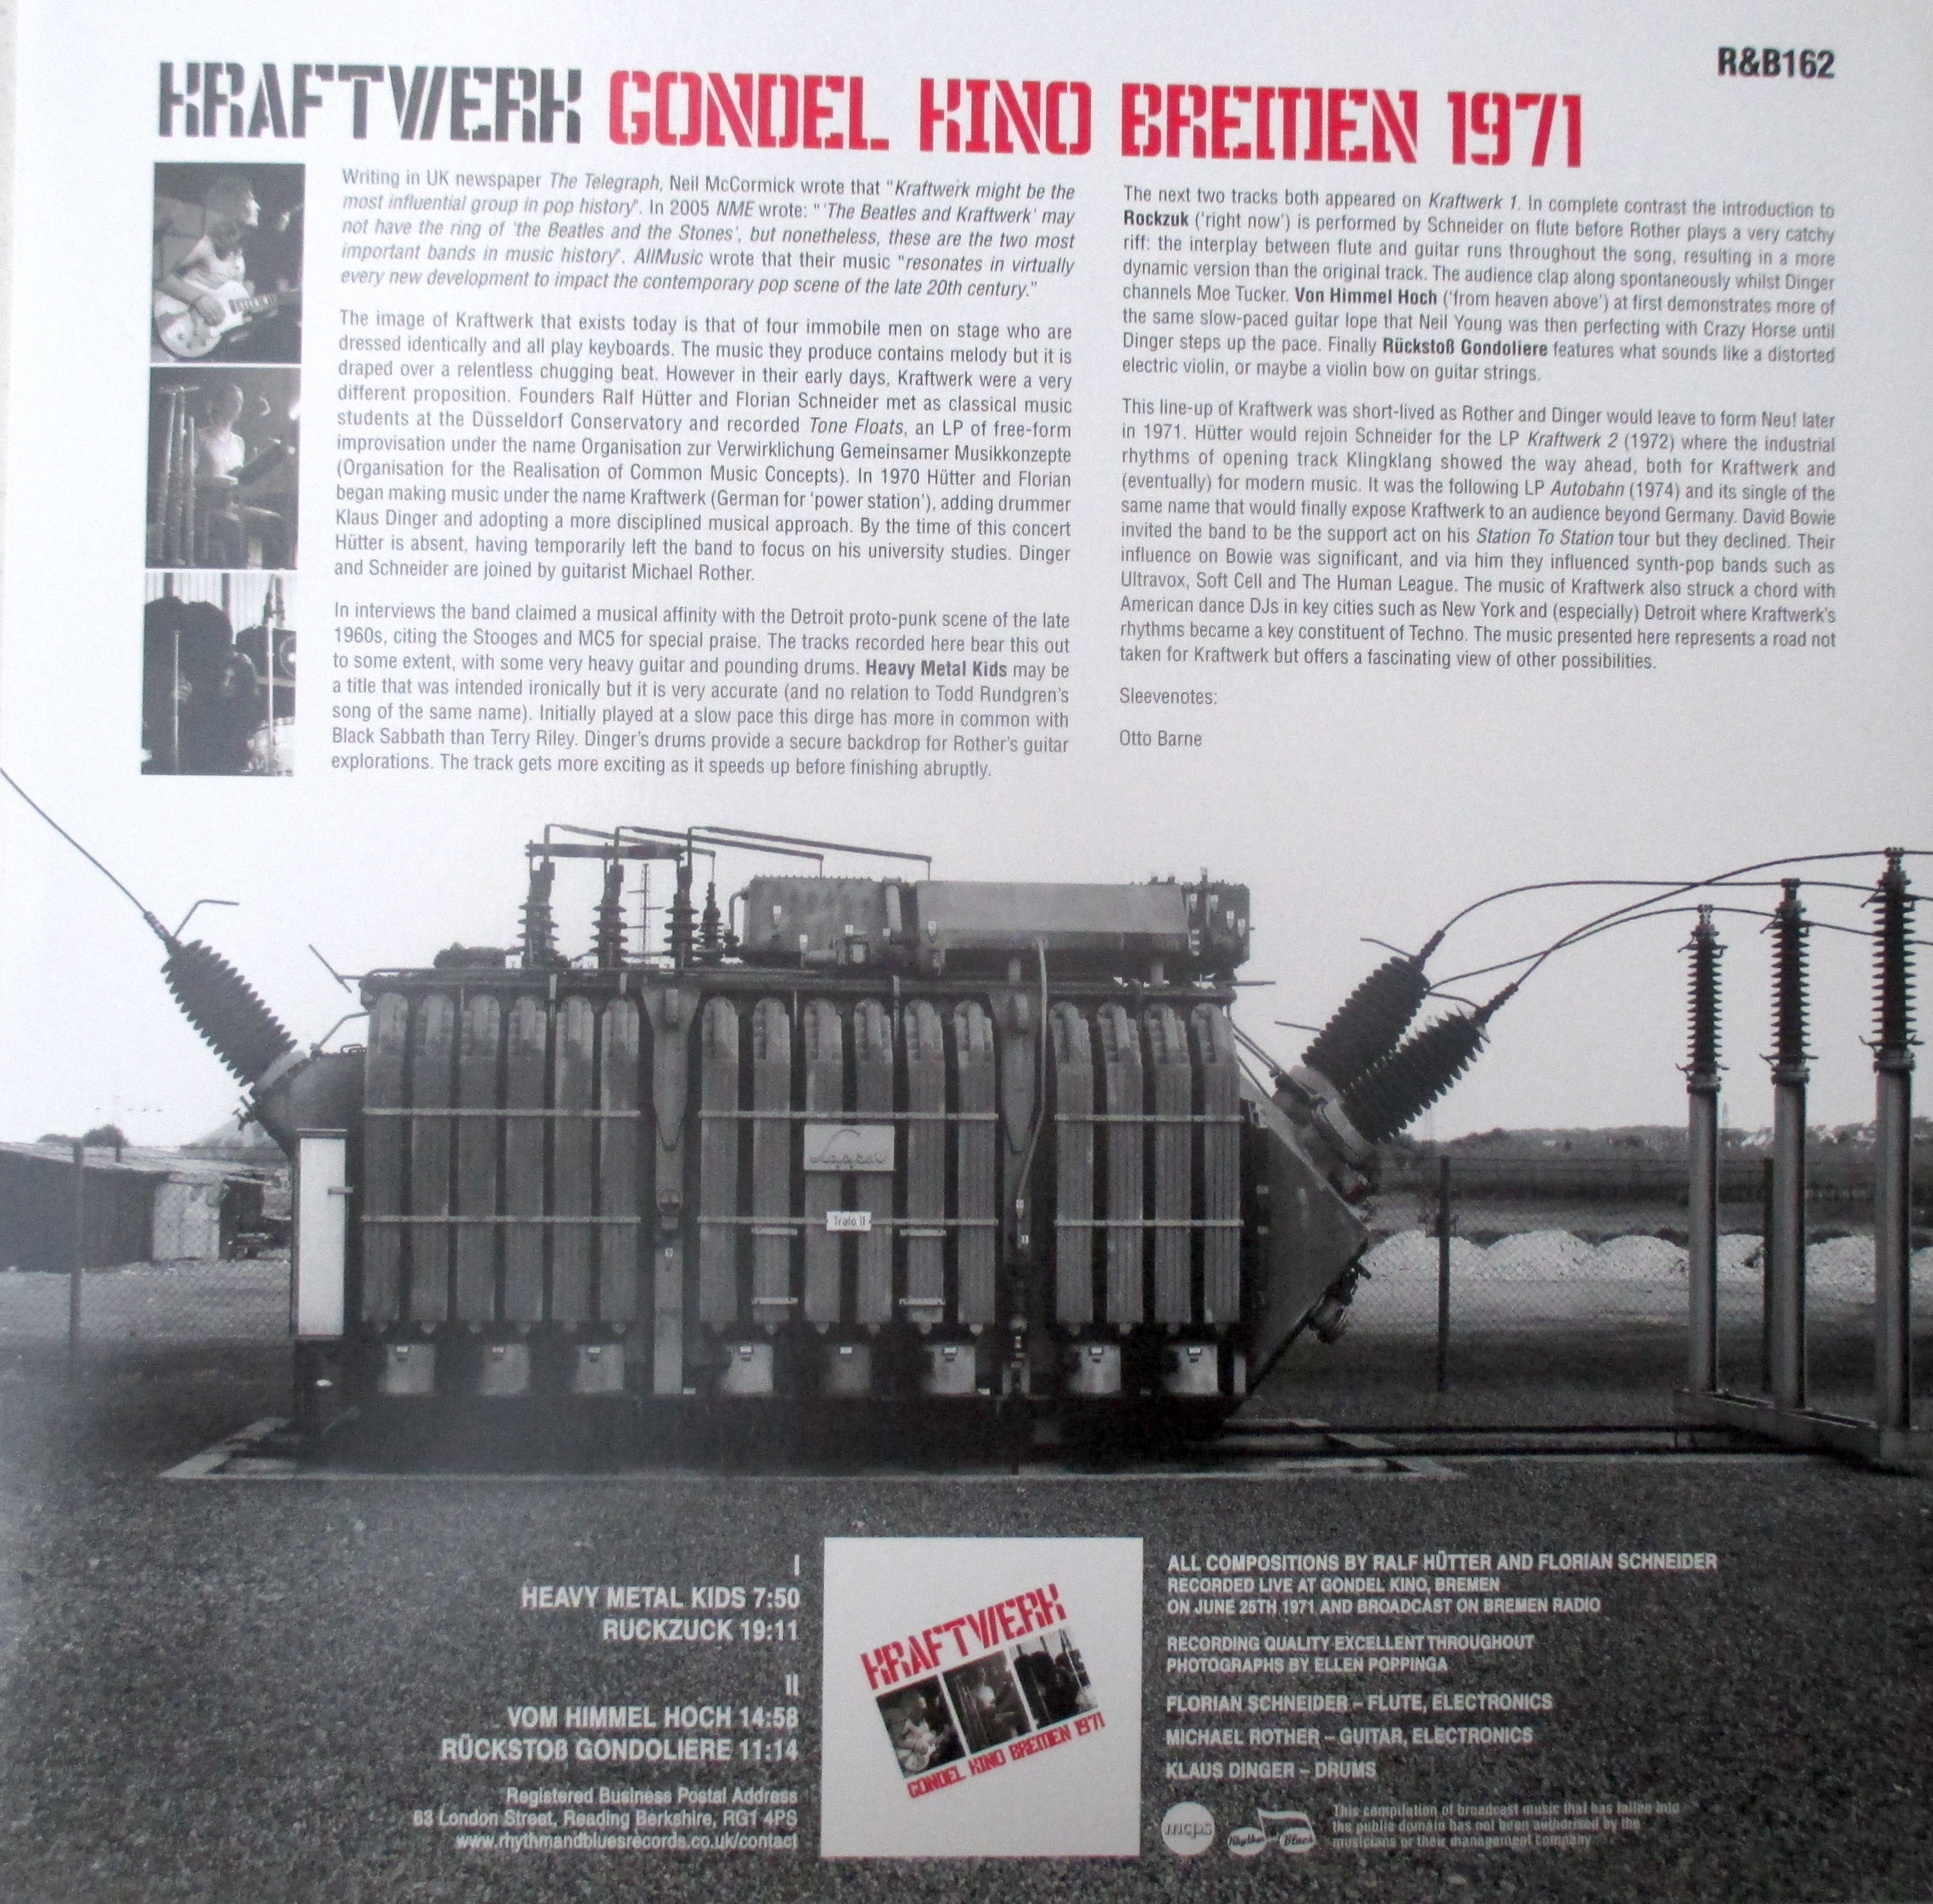 R&B162
KRAFTWERK GONDEL KINO BREMEN 1971
Writing in UK newspaper The Telegraph, Neil McCormick wrote that "Kraftwerk might be the
most influential group in pop history". In 2005 NME wrote: "'The Beatles and Kraftwerk' may
not have the ring of 'the Beatles and the Stones', but nonetheless, these are the two most
important bands in music history". AllMusic wrote that their music "resonates in virtually
every new development to impact the contemporary pop scene of the late 20th century."
The image of Kraftwerk that exists today is that of four immobile men on stage who are
dressed identically and all play keyboards. The music they produce contains melody but it is
draped over a relentless chugging beat. However in their early days, Kraftwerk were a very
different proposition. Founders Ralf Hütter and Florian Schneider met as classical music
students at the Düsseldorf Conservatory and recorded Tone Floats, an LP of free-form
improvisation under the name Organisation zur Verwirklichung Gemeinsamer Musikkonzepte
(Organisation for the Realisation of Common Music Concepts). In 1970 Hütter and Florian
began making music under the name Kraftwerk (German for 'power station'), adding drummer
Klaus Dinger and adopting a more disciplined musical approach. By the time of this concert
Hütter is absent, having temporarily left the band to focus on his university studies. Dinger
and Schneider are joined by guitarist Michael Rother.
In interviews the band claimed a musical affinity with the Detroit proto-punk scene of the late
1960s, citing the Stooges and MC5 for special praise. The tracks recorded here bear this out
to some extent, with some very heavy guitar and pounding drums. Heavy Metal Kids may be
a title that was intended ironically but it is very accurate (and no relation to Todd Rundgren's
song of the same name). Initially played at a slow pace this dirge has more in common with
Black Sabbath than Terry Riley. Dinger's drums provide a secure backdrop for Rother's guitar
explorations. The track gets more exciting as it speeds up before finishing abruptly.
The next two tracks both appeared on Kraftwerk 1. In complete contrast the introduction to
Rockzuk ('right now') is performed by Schneider on flute before Rother plays a very catchy
riff: the interplay between flute and guitar runs throughout the song, resulting in a more
dynamic version than the original track. The audience clap along spontaneously whilst Dinger
channels Moe Tucker. Von Himmel Hoch ('from heaven above') at first demonstrates more of
the same slow-paced guitar lope that Neil Young was then perfecting with Crazy Horse until
Dinger steps up the pace. Finally Rückstoß Gondoliere features what sounds like a distorted
electric violin, or maybe a violin bow on guitar strings.
This line-up of Kraftwerk was short-lived as Rother and Dinger would leave to form Neu! later
in 1971. Hütter would rejoin Schneider for the LP Kraftwerk 2 (1972) where the industrial
rhythms of opening track Klingklang showed the way ahead, both for Kraftwerk and
(eventually) for modern music. It was the following LP Autobahn (1974) and its single of the
same name that would finally expose Kraftwerk to an audience beyond Germany. David Bowie
invited the band to be the support act on his Station To Station tour but they declined. Their
influence on Bowie was significant, and via him they influenced synth-pop bands such as
Ultravox, Soft Cell and The Human League. The music of Kraftwerk also struck a chord with
American dance DJs in key cities such as New York and (especially) Detroit where Kraftwerk's
rhythms became a key constituent of Techno. The music presented here represents a road not
taken for Kraftwerk but offers a fascinating view of other possibilities.
Sleevenotes:
Otto Barne
Trafo II
I
HEAVY METAL KIDS 7:50
RUCKZUCK 19:11
II
VOM HIMMEL HOCH 14:58
RÜCKSTOß GONDOLIERE 11:14
Registered Business Postal Address
63 London Street, Reading Berkshire, RG1 4PS
www.rhythmandbluesrecords.co.uk/contact
KRAFTWERK
GONDEL KINO BREMEN 1971
ALL COMPOSITIONS BY RALF HÜTTER AND FLORIAN SCHNEIDER
RECORDED LIVE AT GONDEL KINO, BREMEN
ON JUNE 25TH 1971 AND BROADCAST ON BREMEN RADIO
RECORDING QUALITY EXCELLENT THROUGHOUT
PHOTOGRAPHS BY ELLEN POPPINGA
FLORIAN SCHNEIDER – FLUTE, ELECTRONICS
MICHAEL ROTHER – GUITAR, ELECTRONICS
KLAUS DINGER – DRUMS
mcps
Rhythm and Blues
This compilation of broadcast music that has fallen into
the public domain has not been authorised by the
musicians or their management company